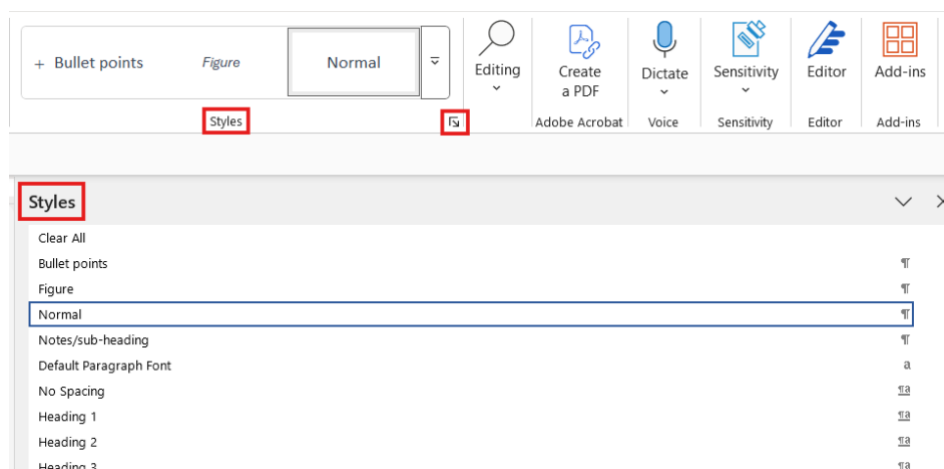 + Bullet points Figure Normal
Editing Create a PDF Dictate Sensitivity Editor Add-ins
Styles Adobe Acrobat Voice Sensitivity Editor Add-ins
Styles
Clear All
Bullet points ¶
Figure ¶
Normal ¶
Notes/sub-heading ¶
Default Paragraph Font a
No Spacing ¶a
Heading 1 ¶a
Heading 2 ¶a
Heading 3 ¶a